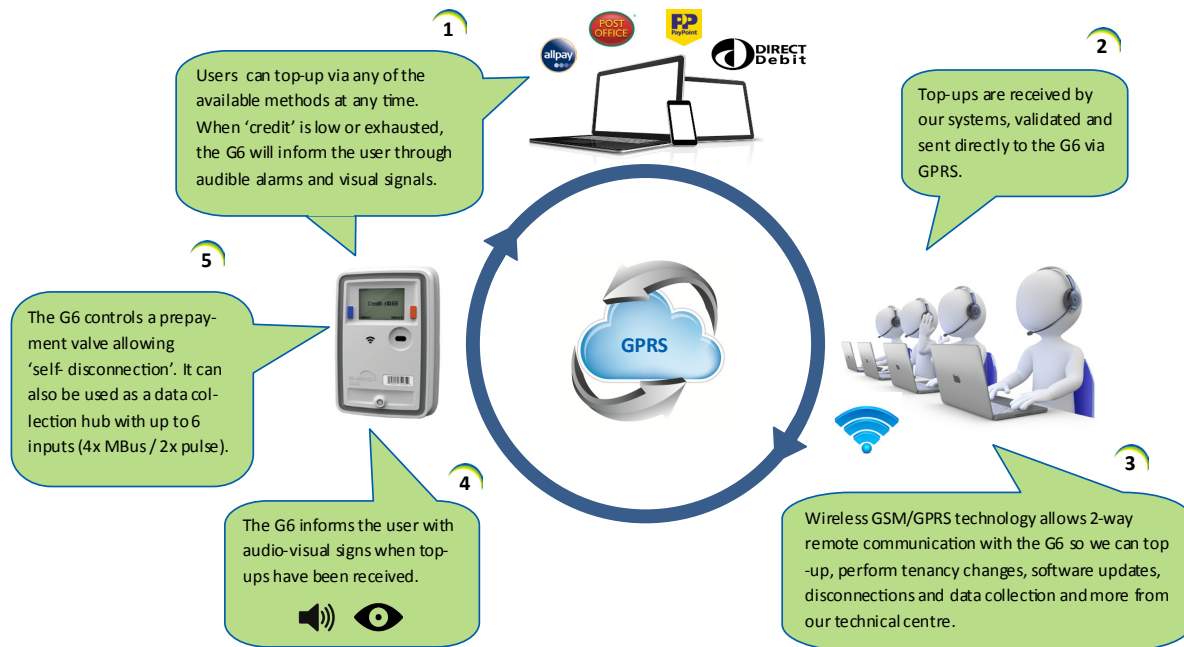 1
Users can top-up via any of the
available methods at any time.
When ‘credit’ is low or exhausted,
the G6 will inform the user through
audible alarms and visual signals.
allpay
POST
OFFICE
PayPoint
DIRECT
Debit
2
Top-ups are received by
our systems, validated and
sent directly to the G6 via
GPRS.
GPRS
5
The G6 controls a prepay-
ment valve allowing
‘self- disconnection’. It can
also be used as a data col-
lection hub with up to 6
inputs (4x MBus / 2x pulse).
4
The G6 informs the user with
audio-visual signs when top-
ups have been received.
3
Wireless GSM/GPRS technology allows 2-way
remote communication with the G6 so we can top
-up, perform tenancy changes, software updates,
disconnections and data collection and more from
our technical centre.